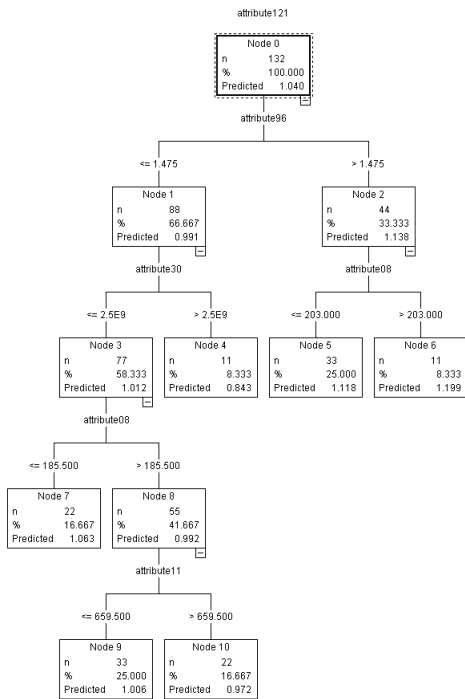 attribute121
Node 0
n 132
% 100.000
Predicted 1.040
attribute96
<= 1.475
> 1.475
Node 1
n 88
% 66.667
Predicted 0.991
Node 2
n 44
% 33.333
Predicted 1.138
attribute30
attribute08
<= 2.5E9
> 2.5E9
<= 203.000
> 203.000
Node 3
n 77
% 58.333
Predicted 1.012
Node 4
n 11
% 8.333
Predicted 0.843
Node 5
n 33
% 25.000
Predicted 1.118
Node 6
n 11
% 8.333
Predicted 1.199
attribute08
<= 185.500
> 185.500
Node 7
n 22
% 16.667
Predicted 1.063
Node 8
n 55
% 41.667
Predicted 0.992
attribute11
<= 659.500
> 659.500
Node 9
n 33
% 25.000
Predicted 1.006
Node 10
n 22
% 16.667
Predicted 0.972